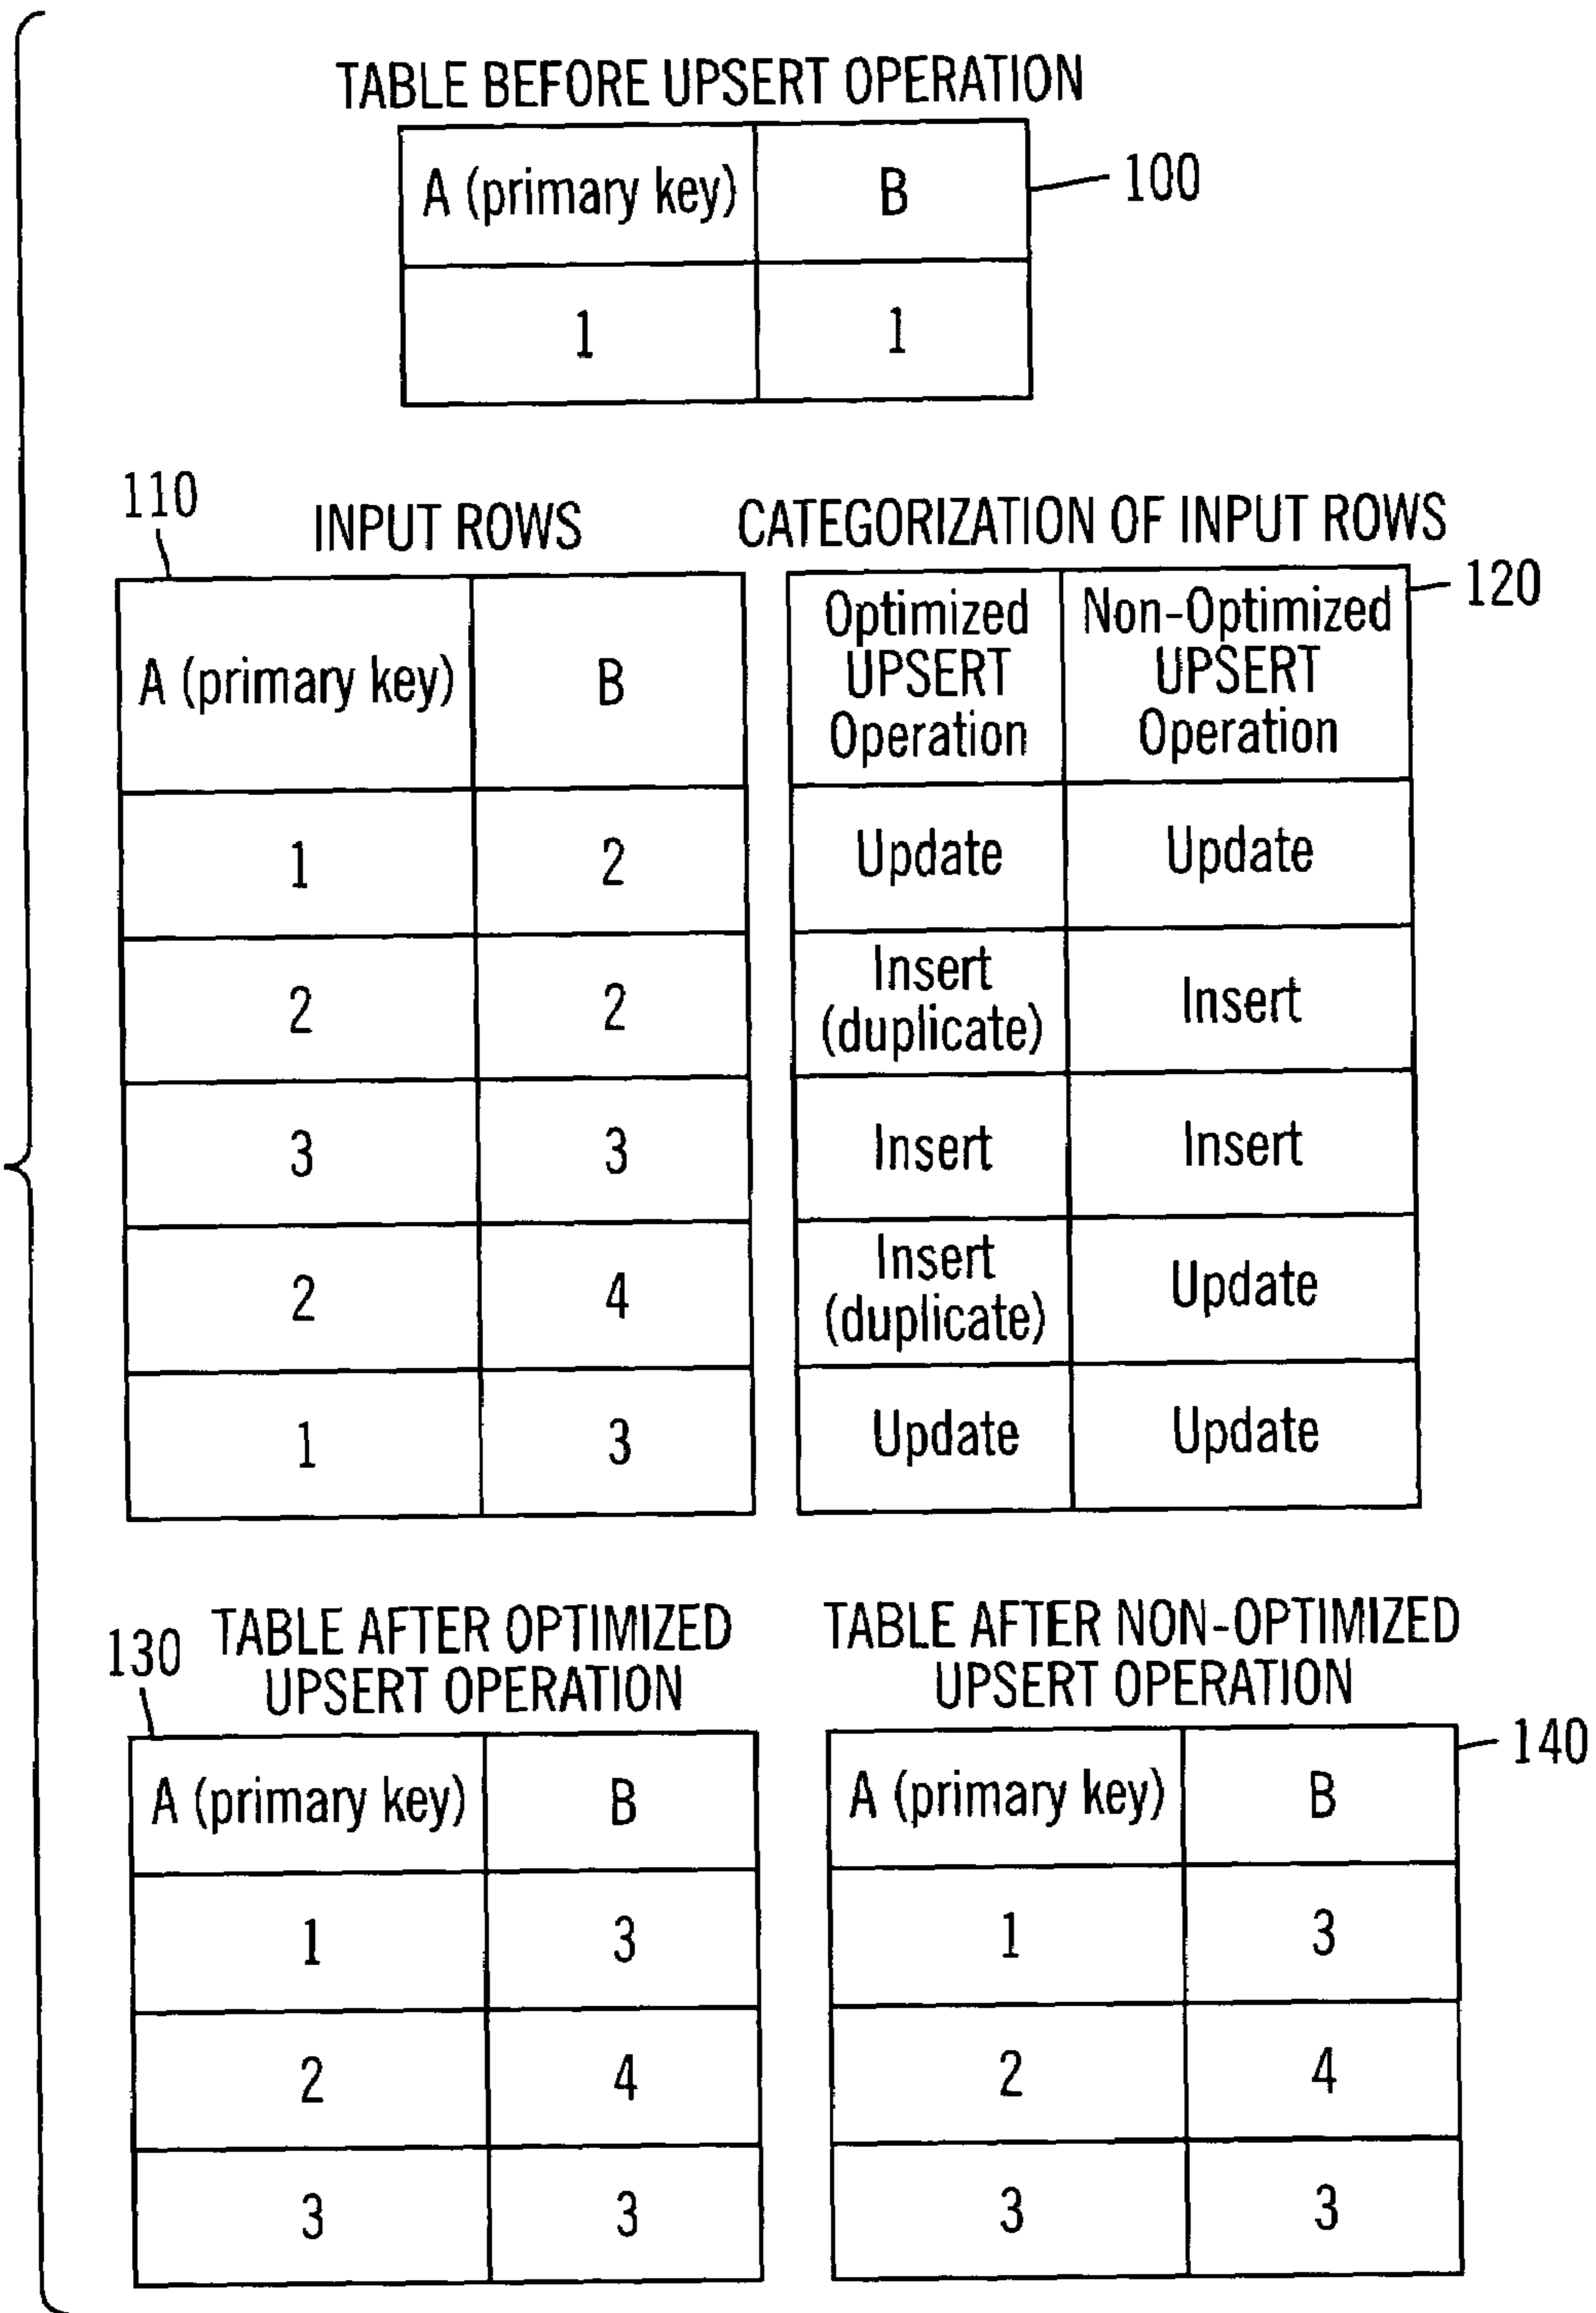 TABLE BEFORE UPSERT OPERATION
A (primary key) B 100
1 1
110
INPUT ROWS CATEGORIZATION OF INPUT ROWS
120
A (primary key) B
Optimized UPSERT Operation
Non-Optimized UPSERT Operation
1 2 Update Update
2 2 Insert (duplicate) Insert
3 3 Insert Insert
2 4 Insert (duplicate) Update
1 3 Update Update
130
TABLE AFTER OPTIMIZED
UPSERT OPERATION
A (primary key) B
1 3
2 4
3 3
TABLE AFTER NON-OPTIMIZED
UPSERT OPERATION
140
A (primary key) B
1 3
2 4
3 3